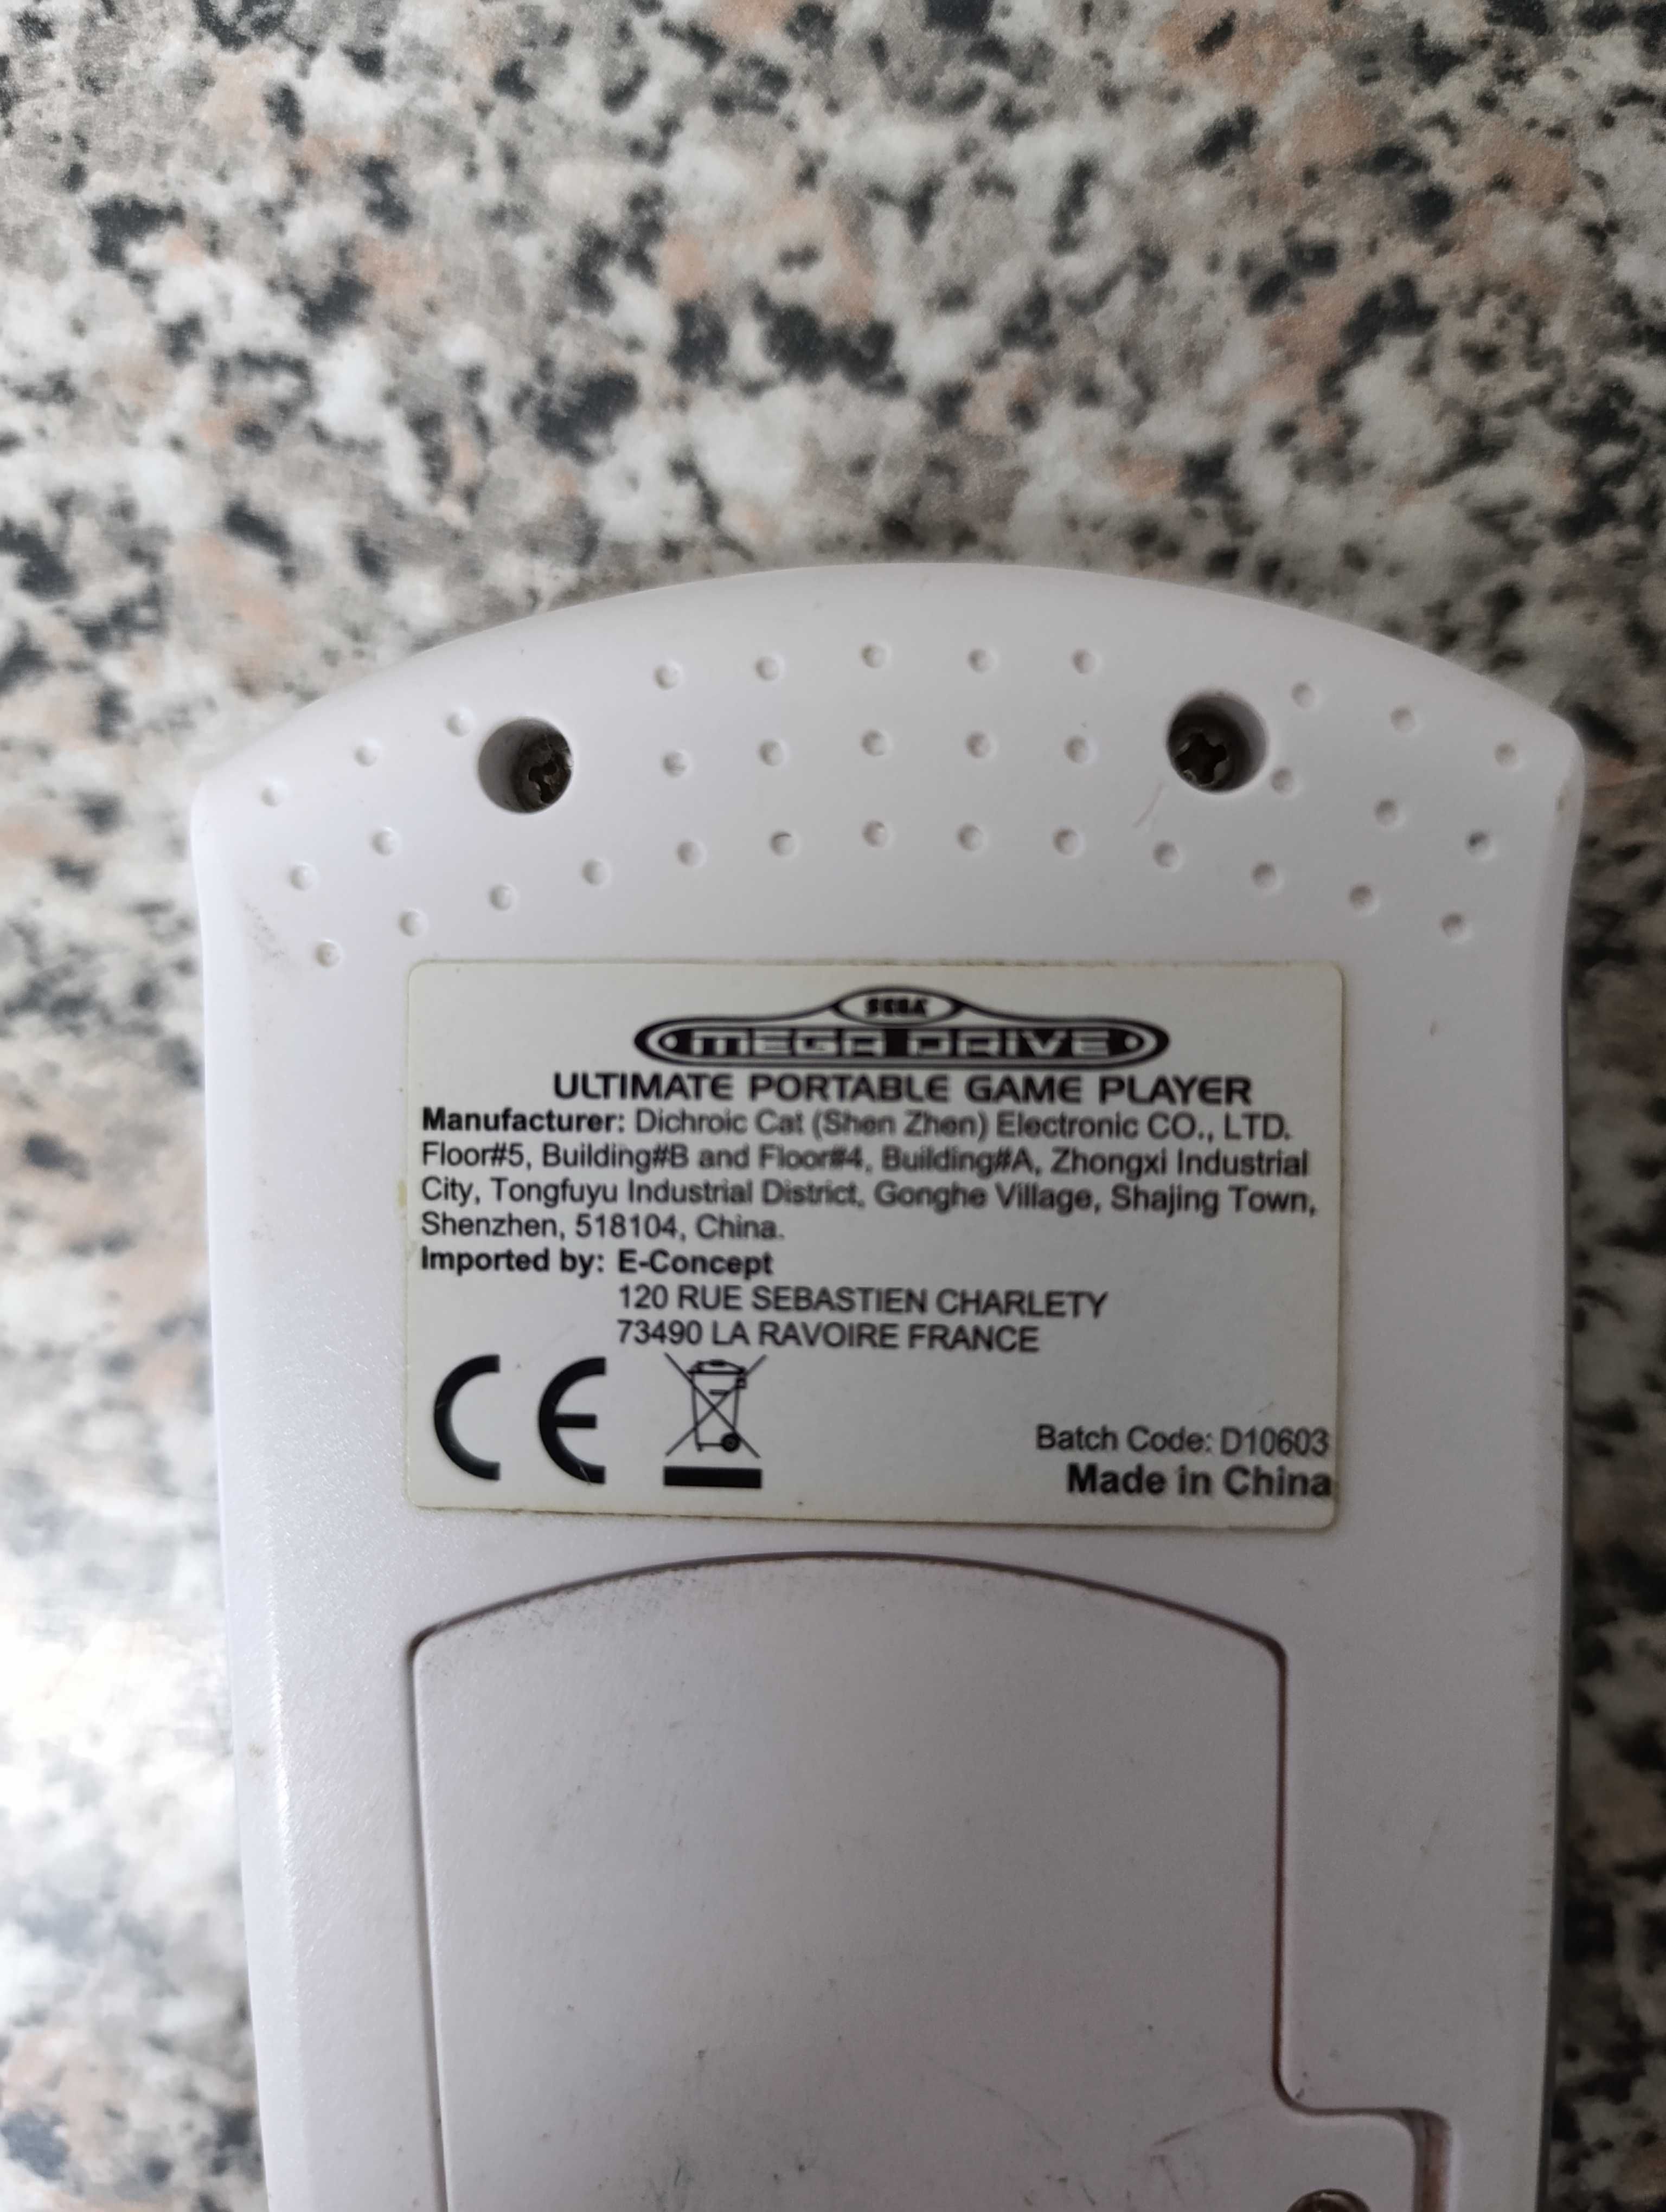 SEGA
MEGA DRIVE
ULTIMATE PORTABLE GAME PLAYER
Manufacturer: Dichroic Cat (Shen Zhen) Electronic CO., LTD.
Floor#5, Building#B and Floor#4, Building#A, Zhongxi Industrial
City, Tongfuyu Industrial District, Gonghe Village, Shajing Town,
Shenzhen, 518104, China.
Imported by: E-Concept
120 RUE SEBASTIEN CHARLETY
73490 LA RAVOIRE FRANCE
CE
Batch Code: D10603
Made in China